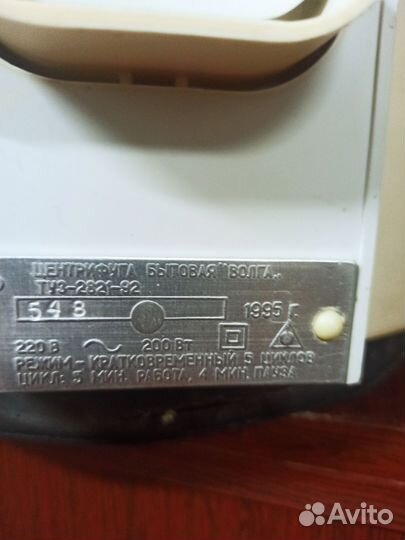 ЦЕНТРИФУГА БЫТОВАЯ "ВОЛГА"
ТУ3-2821-92
548 1995 г.
220 В ~ 200 Вт
РЕЖИМ - КРАТКОВРЕМЕННЫЙ 5 ЦИКЛОВ
ЦИКЛ: 5 МИН. РАБОТА, 4 МИН. ПАУЗА
Avito